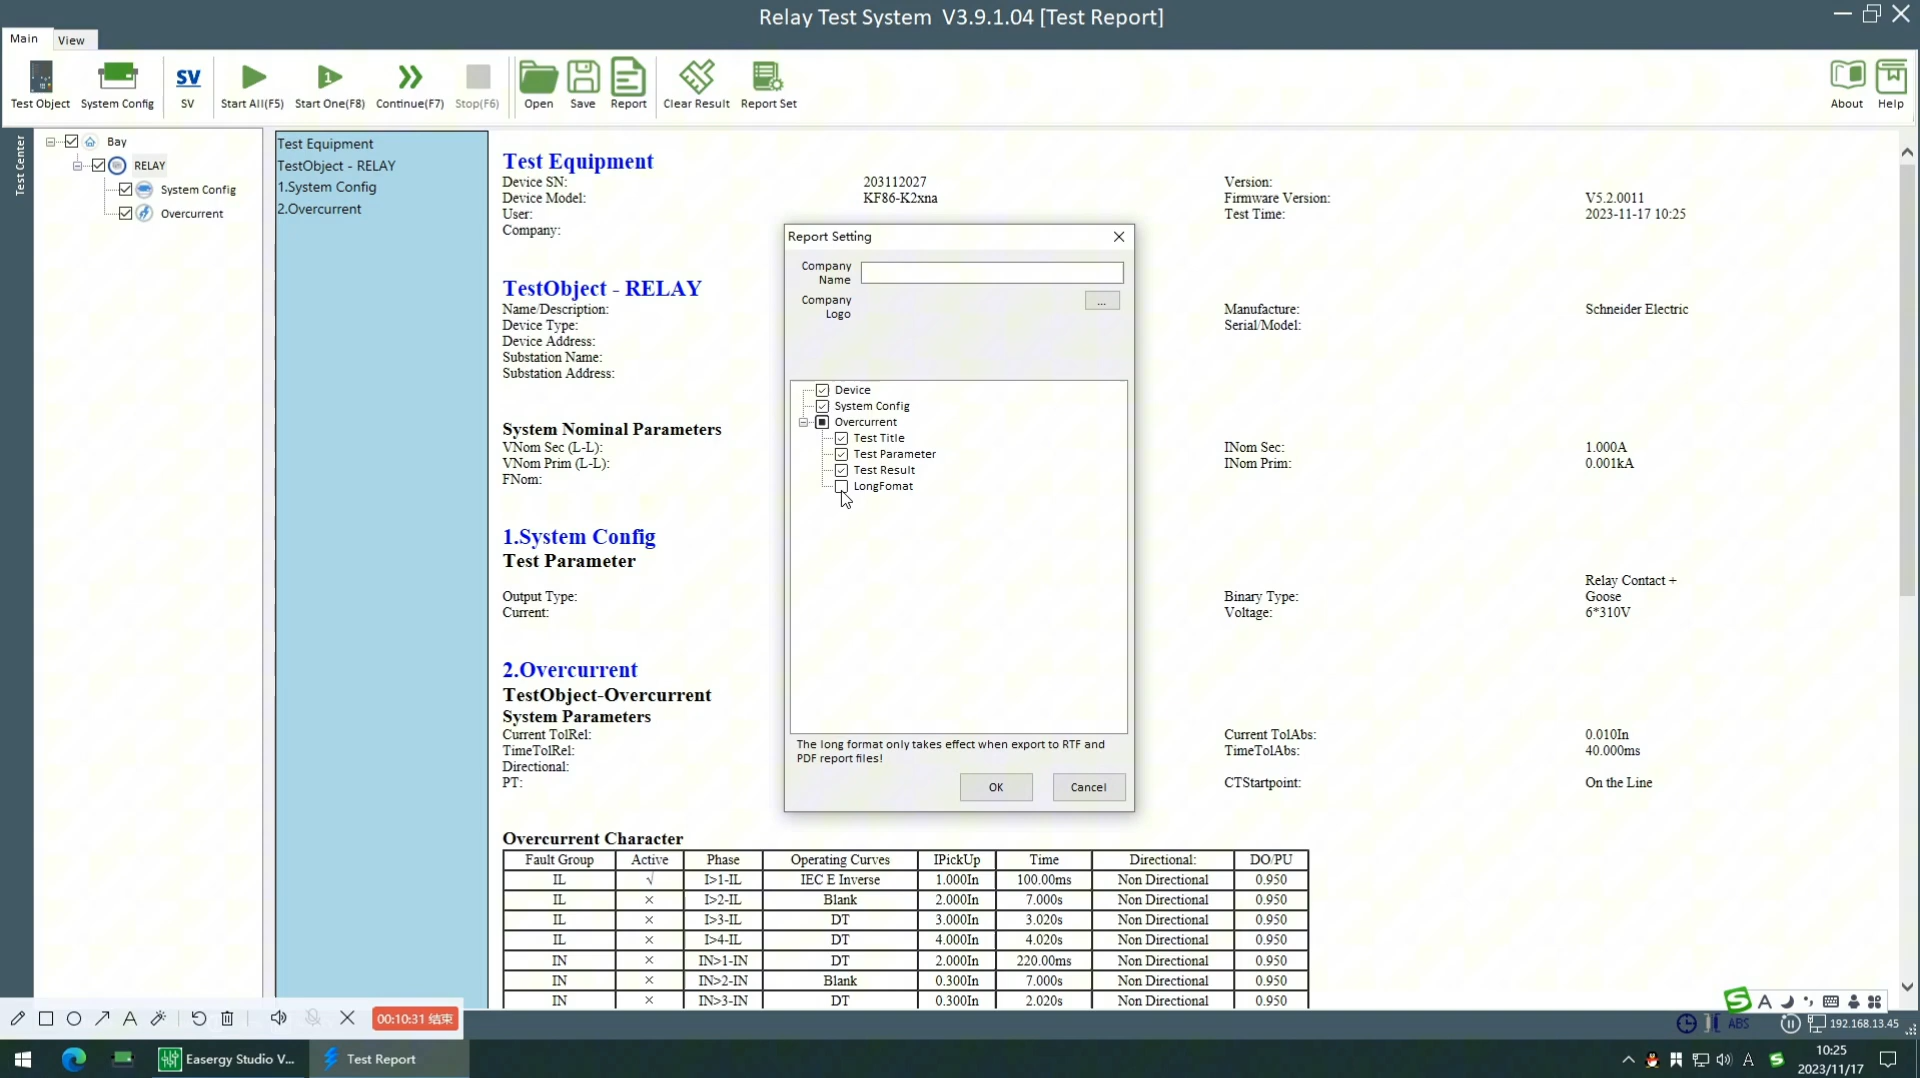 Relay Test System V3.9.1.04 [Test Report]
Main
View
Test Object
System Config
SV
SV
Start All(F5)
1
Start One(F8)
Continue(F7)
Stop(F6)
Open
Save
Report
Clear Result
Report Set
About
Help
Test Center
Bay
RELAY
System Config
Overcurrent
Test Equipment
TestObject - RELAY
1.System Config
2.Overcurrent
Test Equipment
Device SN: 203112027 Version:
Device Model: KF86-K2xna Firmware Version: V5.2.0011
User: Test Time: 2023-11-17 10:25
Company:
TestObject - RELAY
Name/Description: Manufacture: Schneider Electric
Device Type: Serial/Model:
Device Address:
Substation Name:
Substation Address:
System Nominal Parameters
VNom Sec (L-L): INom Sec: 1.000A
VNom Prim (L-L): INom Prim: 0.001kA
FNom:
1.System Config
Test Parameter
Relay Contact +
Output Type: Binary Type: Goose
Current: Voltage: 6*310V
2.Overcurrent
TestObject-Overcurrent
System Parameters
Current TolRel: Current TolAbs: 0.010In
TimeTolRel: TimeTolAbs: 40.000ms
Directional:
PT: CTStartpoint: On the Line
Overcurrent Character
Fault Group Active Phase Operating Curves IPickUp Time Directional: DO/PU
IL √ I>1-IL IEC E Inverse 1.000In 100.00ms Non Directional 0.950
IL × I>2-IL Blank 2.000In 7.000s Non Directional 0.950
IL × I>3-IL DT 3.000In 3.020s Non Directional 0.950
IL × I>4-IL DT 4.000In 4.020s Non Directional 0.950
IN × IN>1-IN DT 2.000In 220.00ms Non Directional 0.950
IN × IN>2-IN Blank 0.300In 7.000s Non Directional 0.950
IN × IN>3-IN DT 0.300In 2.020s Non Directional 0.950
Report Setting
Company
Name
Company
Logo
...
Device
System Config
Overcurrent
Test Title
Test Parameter
Test Result
LongFomat
The long format only takes effect when export to RTF and
PDF report files!
OK
Cancel
A
00:10:31 结束
S A
ABS
192.168.13.45
Easergy Studio V...
Test Report
A
S
10:25
2023/11/17